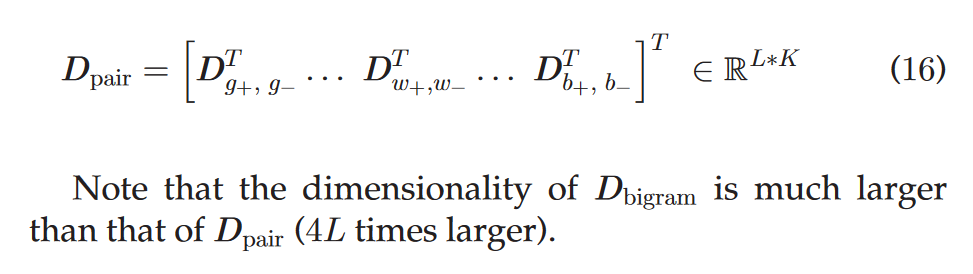 D_pair = [D^T_{g+, g−} … D^T_{w+,w−} … D^T_{b+, b−}]^T ∈ ℝ^{L∗K} (16)
Note that the dimensionality of D_bigram is much larger
than that of D_pair (4L times larger).